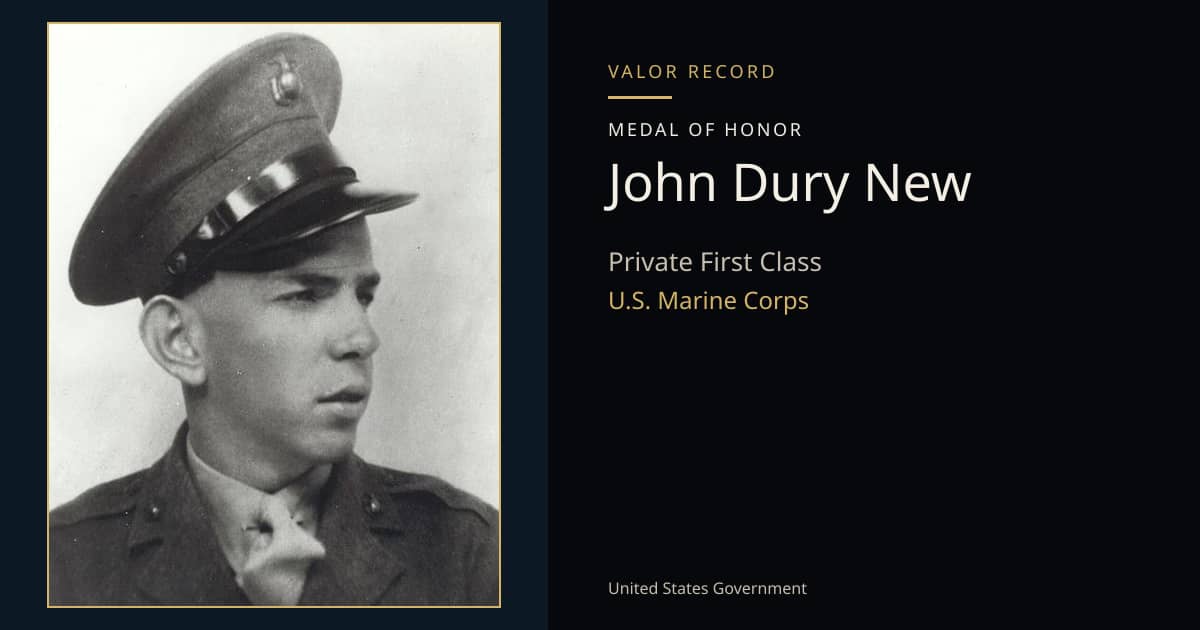 VALOR RECORD
MEDAL OF HONOR
John Dury New
Private First Class
U.S. Marine Corps
United States Government